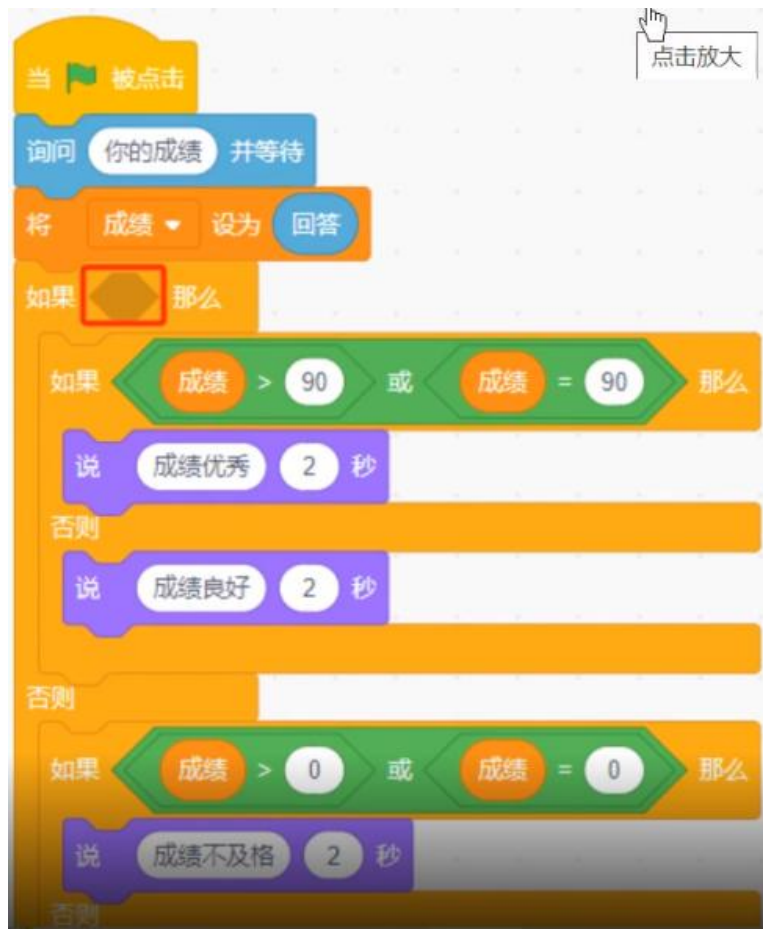 点击放大
当 被点击
询问 你的成绩 并等待
将 成绩 设为 回答
如果 那么
如果 成绩 > 90 或 成绩 = 90 那么
说 成绩优秀 2 秒
否则
说 成绩良好 2 秒
否则
如果 成绩 > 0 或 成绩 = 0 那么
说 成绩不及格 2 秒
否则